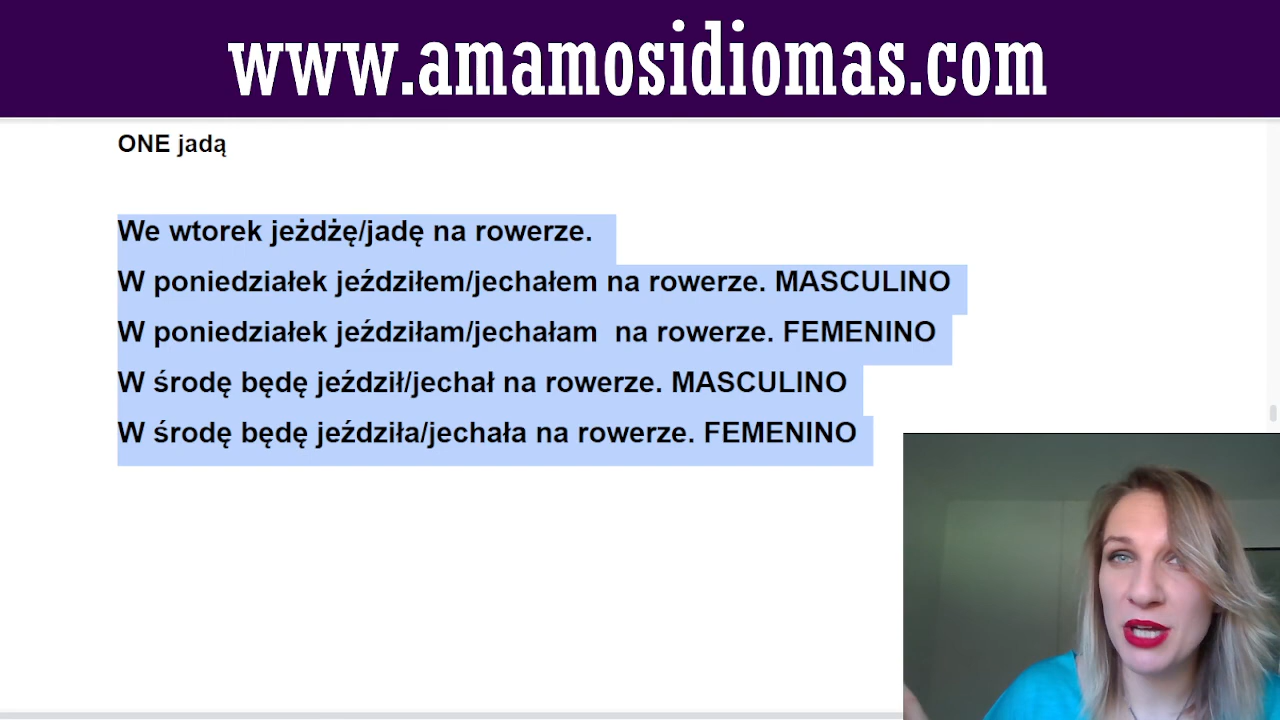 www.amamosidiomas.com
ONE jadą
We wtorek jeżdżę/jadę na rowerze.
W poniedziałek jeździłem/jechałem na rowerze. MASCULINO
W poniedziałek jeździłam/jechałam  na rowerze. FEMENINO
W środę będę jeździł/jechał na rowerze. MASCULINO
W środę będę jeździła/jechała na rowerze. FEMENINO